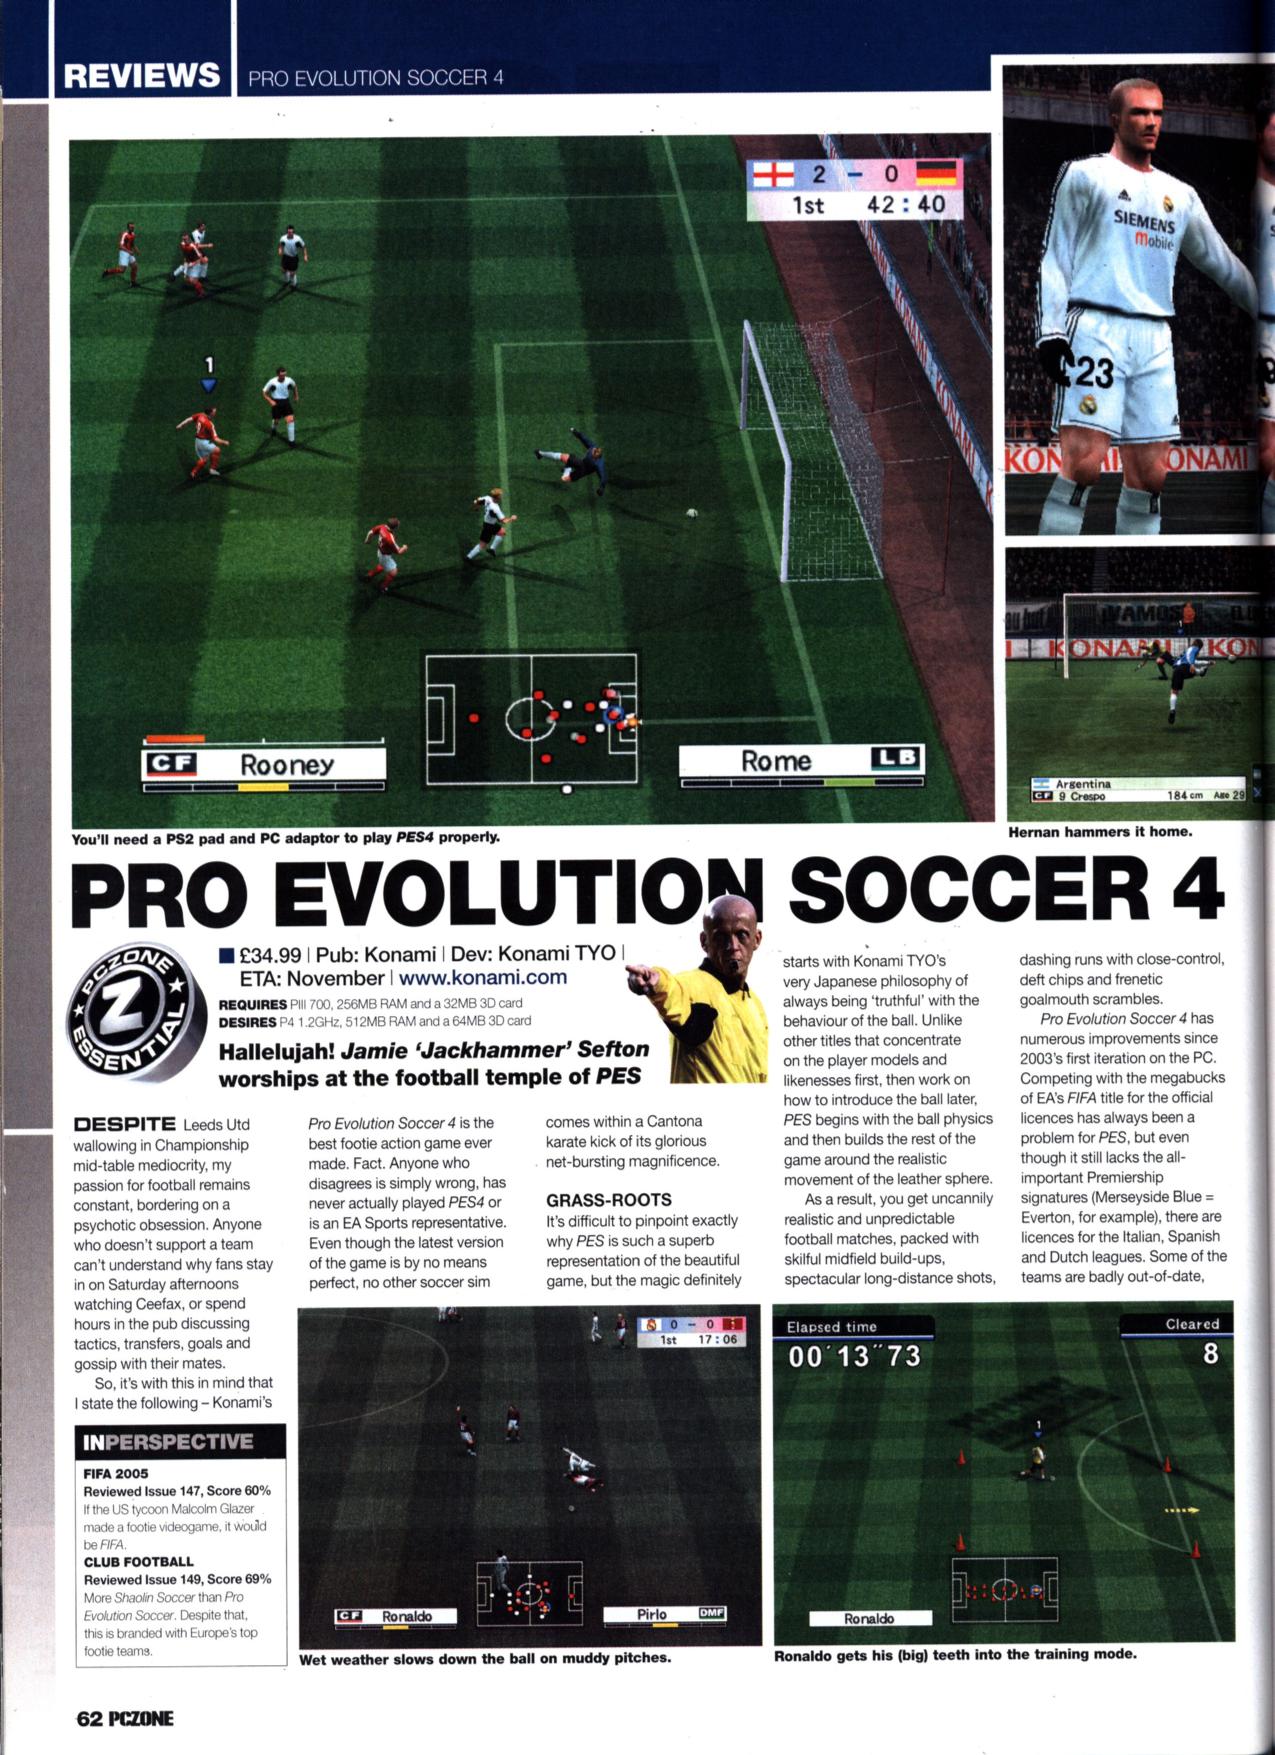 REVIEWS
PRO EVOLUTION SOCCER 4
2 – 0
1st 42:40
1
CF Rooney
Rome LB
SIEMENS
mobile
23
KONAMI
KONAMI
VAMOS
KONAMI
KON
Argentina
CF 9 Crespo 184cm Age 29
You'll need a PS2 pad and PC adaptor to play PES4 properly.
Hernan hammers it home.
PRO EVOLUTION SOCCER 4
PCZONE
Z
ESSENTIAL
£34.99 | Pub: Konami | Dev: Konami TYO |
ETA: November | www.konami.com
REQUIRES PIII 700, 256MB RAM and a 32MB 3D card
DESIRES P4 1.2GHz, 512MB RAM and a 64MB 3D card
Hallelujah! Jamie 'Jackhammer' Sefton
worships at the football temple of PES
DESPITE Leeds Utd
wallowing in Championship
mid-table mediocrity, my
passion for football remains
constant, bordering on a
psychotic obsession. Anyone
who doesn't support a team
can't understand why fans stay
in on Saturday afternoons
watching Ceefax, or spend
hours in the pub discussing
tactics, transfers, goals and
gossip with their mates.
So, it's with this in mind that
I state the following – Konami's
Pro Evolution Soccer 4 is the
best footie action game ever
made. Fact. Anyone who
disagrees is simply wrong, has
never actually played PES4 or
is an EA Sports representative.
Even though the latest version
of the game is by no means
perfect, no other soccer sim
comes within a Cantona
karate kick of its glorious
net-bursting magnificence.
GRASS-ROOTS
It's difficult to pinpoint exactly
why PES is such a superb
representation of the beautiful
game, but the magic definitely
starts with Konami TYO's
very Japanese philosophy of
always being 'truthful' with the
behaviour of the ball. Unlike
other titles that concentrate
on the player models and
likenesses first, then work on
how to introduce the ball later,
PES begins with the ball physics
and then builds the rest of the
game around the realistic
movement of the leather sphere.
As a result, you get uncannily
realistic and unpredictable
football matches, packed with
skilful midfield build-ups,
spectacular long-distance shots,
dashing runs with close-control,
deft chips and frenetic
goalmouth scrambles.
Pro Evolution Soccer 4 has
numerous improvements since
2003's first iteration on the PC.
Competing with the megabucks
of EA's FIFA title for the official
licences has always been a
problem for PES, but even
though it still lacks the all-
important Premiership
signatures (Merseyside Blue =
Everton, for example), there are
licences for the Italian, Spanish
and Dutch leagues. Some of the
teams are badly out-of-date,
INPERSPECTIVE
FIFA 2005
Reviewed Issue 147, Score 60%
If the US tycoon Malcolm Glazer
made a footie videogame, it would
be FIFA.
CLUB FOOTBALL
Reviewed Issue 149, Score 69%
More Shaolin Soccer than Pro
Evolution Soccer. Despite that,
this is branded with Europe's top
footie teams.
0 – 0
1st 17:06
CF Ronaldo
Pirlo DMF
Wet weather slows down the ball on muddy pitches.
Elapsed time
00'13"73
Cleared
8
1
Ronaldo
Ronaldo gets his (big) teeth into the training mode.
62 PCZONE